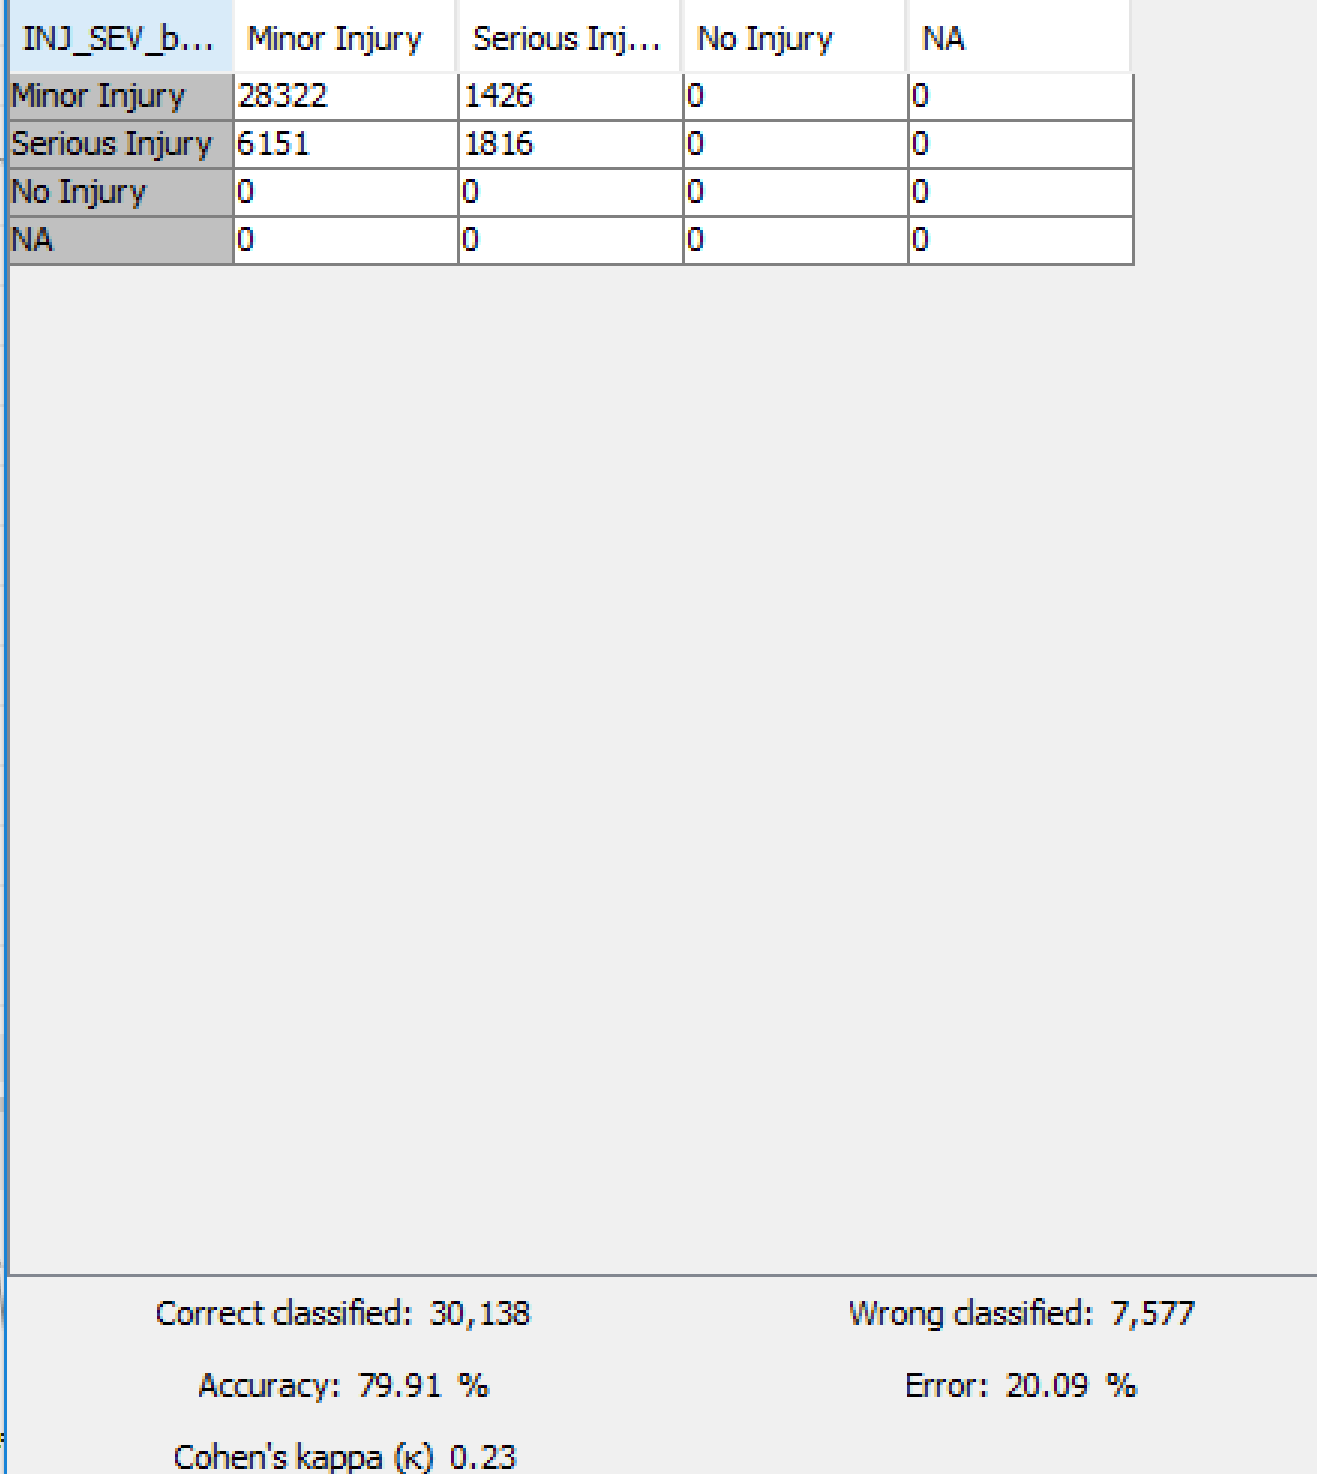 INJ_SEV_b... Minor Injury Serious Inj... No Injury NA
Minor Injury 28322 1426 0 0
Serious Injury 6151 1816 0 0
No Injury 0 0 0 0
NA 0 0 0 0
Correct classified: 30,138 Wrong classified: 7,577
Accuracy: 79.91 % Error: 20.09 %
Cohen's kappa (κ) 0.23